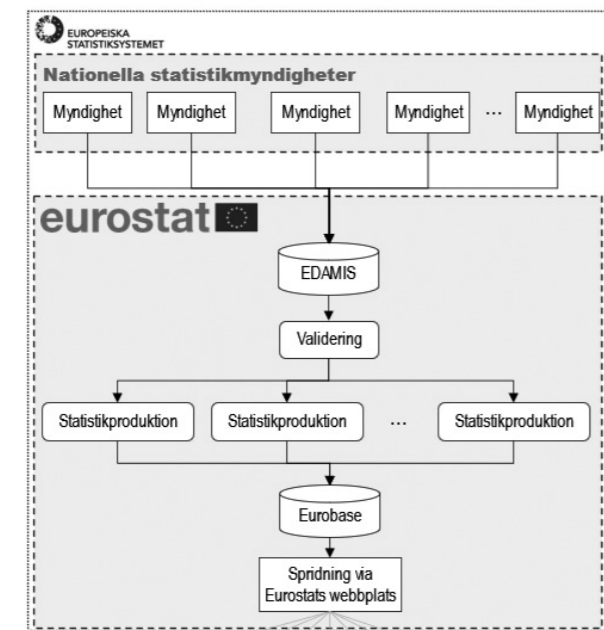 EUROPEISKA
STATISTIKSYSTEMET
Nationella statistikmyndigheter
Myndighet Myndighet Myndighet Myndighet ... Myndighet
eurostat
EDAMIS
Validering
Statistikproduktion Statistikproduktion ... Statistikproduktion
Eurobase
Spridning via
Eurostats webbplats